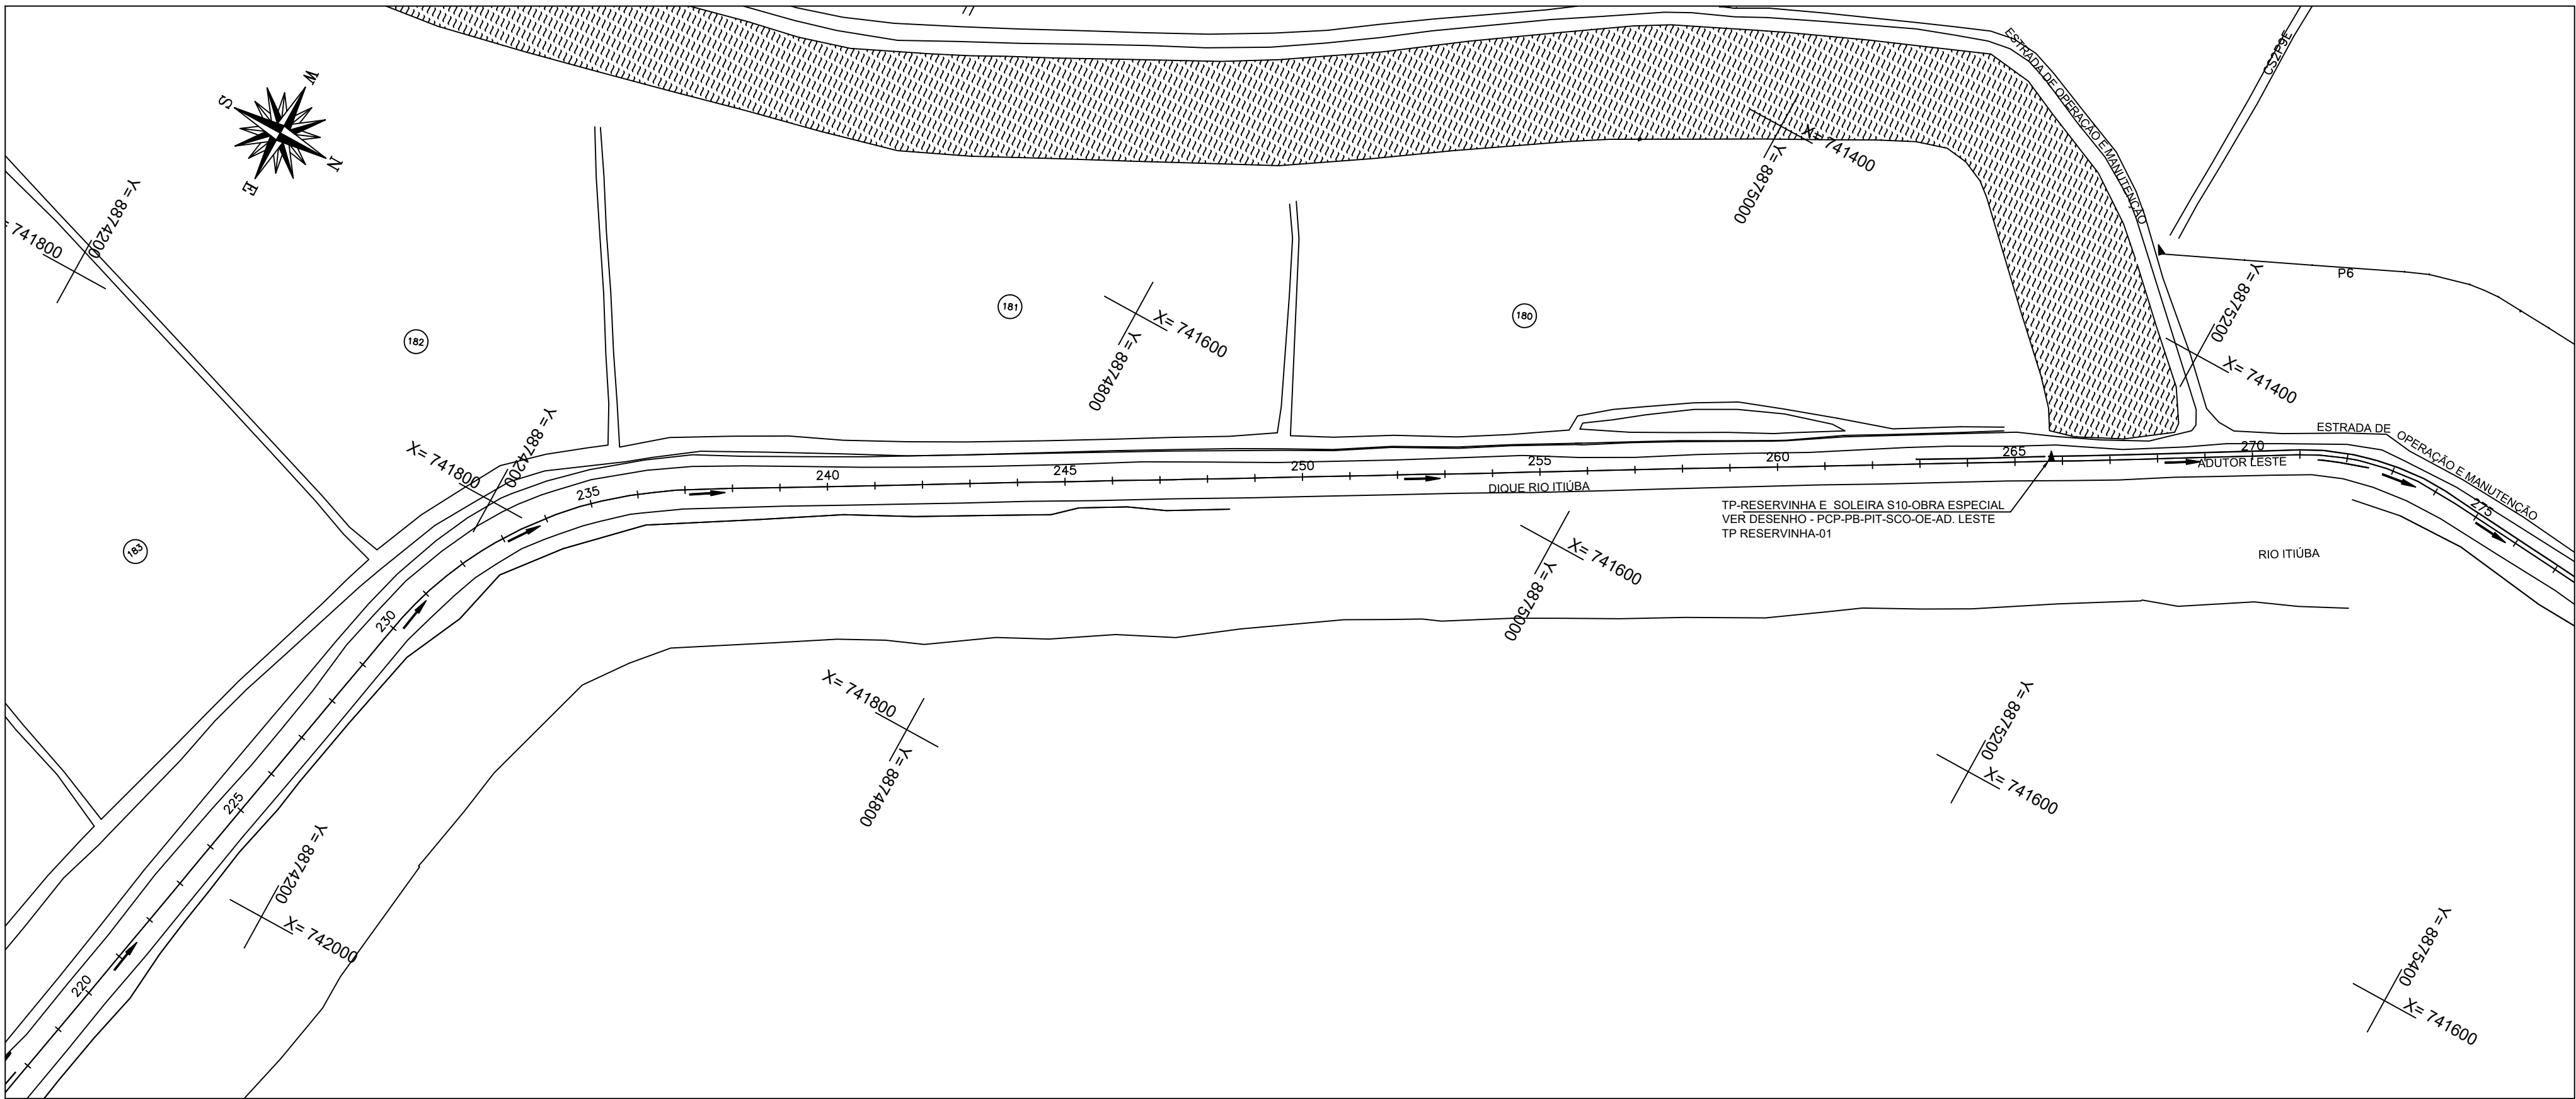 ESTRADA DE OPERAÇÃO E MANUTENÇÃO
CS2P9E
W
S
N
E
X= 741400
Y= 8875000
= 741800
Y= 8874200
P6
Y= 8875200
X= 741400
181
180
182
X= 741600
Y= 8874800
X= 741800
Y= 8874200
ESTRADA DE OPERAÇÃO E MANUTENÇÃO
220
225
230
235
240
245
250
255
260
265
270
275
ADUTOR LESTE
DIQUE RIO ITIÚBA
TP-RESERVINHA E SOLEIRA S10-OBRA ESPECIAL
VER DESENHO - PCP-PB-PIT-SCO-OE-AD. LESTE
TP RESERVINHA-01
183
X= 741600
Y= 8875000
RIO ITIÚBA
X= 741800
Y= 8874800
Y= 8875200
X= 741600
Y= 8874200
X= 742000
Y= 8875400
X= 741600